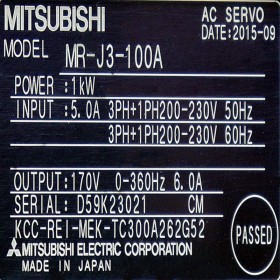 MITSUBISHI
AC SERVO
DATE:2015-09
MODEL MR-J3-100A
POWER :1kW
INPUT :5.0A 3PH+1PH200-230V 50Hz
3PH+1PH200-230V 60Hz
OUTPUT:170V 0-360Hz 6.0A
SERIAL: D59K23021 CM
KCC-REI-MEK-TC300A262G52
MITSUBISHI ELECTRIC CORPORATION
MADE IN JAPAN
PASSED